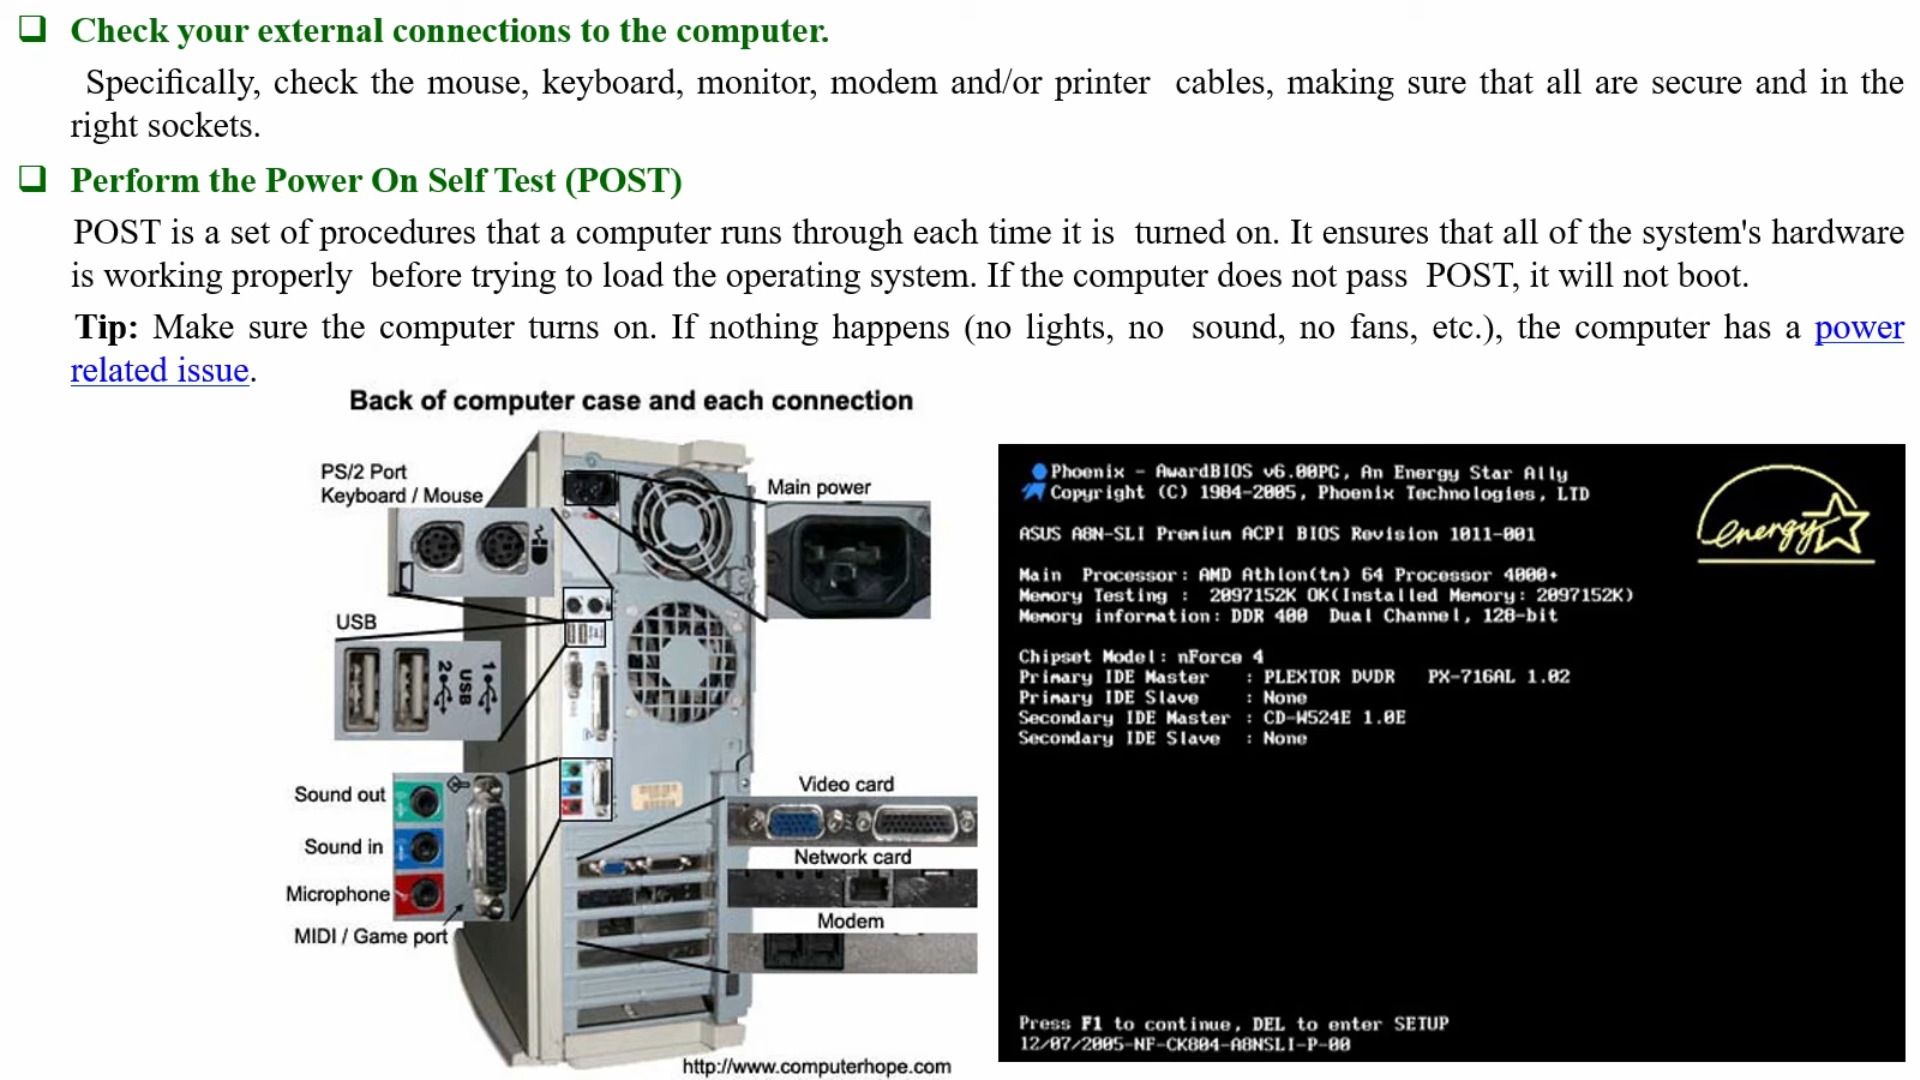 ❑ Check your external connections to the computer.
Specifically, check the mouse, keyboard, monitor, modem and/or printer cables, making sure that all are secure and in the
right sockets.
❑ Perform the Power On Self Test (POST)
POST is a set of procedures that a computer runs through each time it is turned on. It ensures that all of the system's hardware
is working properly before trying to load the operating system. If the computer does not pass POST, it will not boot.
Tip: Make sure the computer turns on. If nothing happens (no lights, no sound, no fans, etc.), the computer has a power
related issue.
Back of computer case and each connection
PS/2 Port
Keyboard / Mouse
Main power
USB
1
USB
2
Sound out
Sound in
Microphone
MIDI / Game port
Video card
Network card
Modem
http://www.computerhope.com
Phoenix - AwardBIOS v6.00PG, An Energy Star Ally
Copyright (C) 1984-2005, Phoenix Technologies, LTD
energy
ASUS A8N-SLI Premium ACPI BIOS Revision 1011-001
Main Processor: AMD Athlon(tm) 64 Processor 4000+
Memory Testing : 2097152K OK(Installed Memory: 2097152K)
Memory information: DDR 400 Dual Channel, 128-bit
Chipset Model: nForce 4
Primary IDE Master : PLEXTOR DVDR PX-716AL 1.02
Primary IDE Slave : None
Secondary IDE Master : CD-W524E 1.0E
Secondary IDE Slave : None
Press F1 to continue, DEL to enter SETUP
12/07/2005-NF-CK804-A8NSLI-P-00